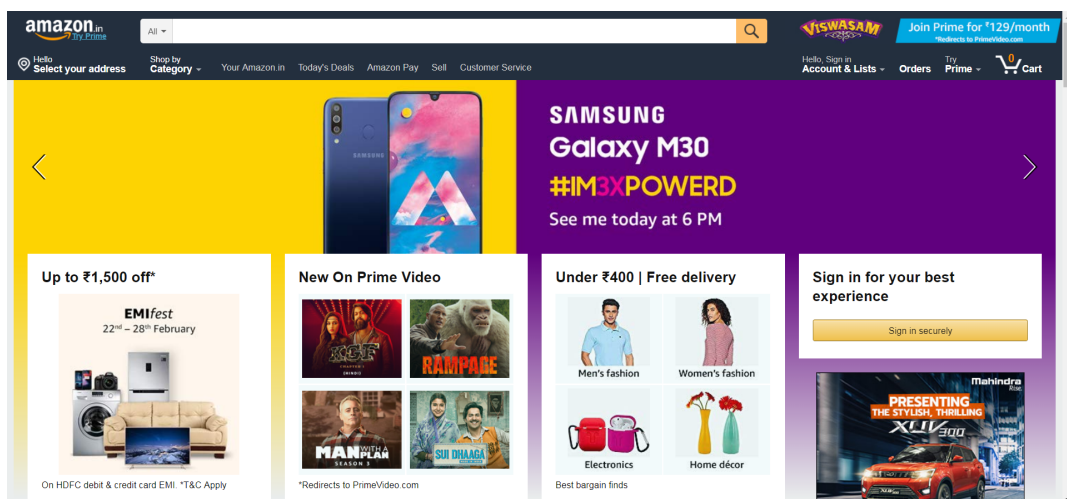 amazon.in
Try Prime
All
VISWASAM
Join Prime for ₹129/month
*Redirects to PrimeVideo.com
Hello
Select your address
Shop by
Category
Your Amazon.in
Today's Deals
Amazon Pay
Sell
Customer Service
Hello, Sign in
Account & Lists
Orders
Try
Prime
0
Cart
SAMSUNG
SAMSUNG
Galaxy M30
#IM3XPOWERD
See me today at 6 PM
Up to ₹1,500 off*
EMIfest
22nd – 28th February
On HDFC debit & credit card EMI. *T&C Apply
New On Prime Video
KGF
CHAPTER 1
(HINDI)
RAMPAGE
MAN WITH A PLAN
SEASON 3
SUI DHAAGA
*Redirects to PrimeVideo.com
Under ₹400 | Free delivery
Men's fashion
Women's fashion
Electronics
Home décor
Best bargain finds
Sign in for your best
experience
Sign in securely
Mahindra
Rise.
PRESENTING
THE STYLISH, THRILLING
XUV300